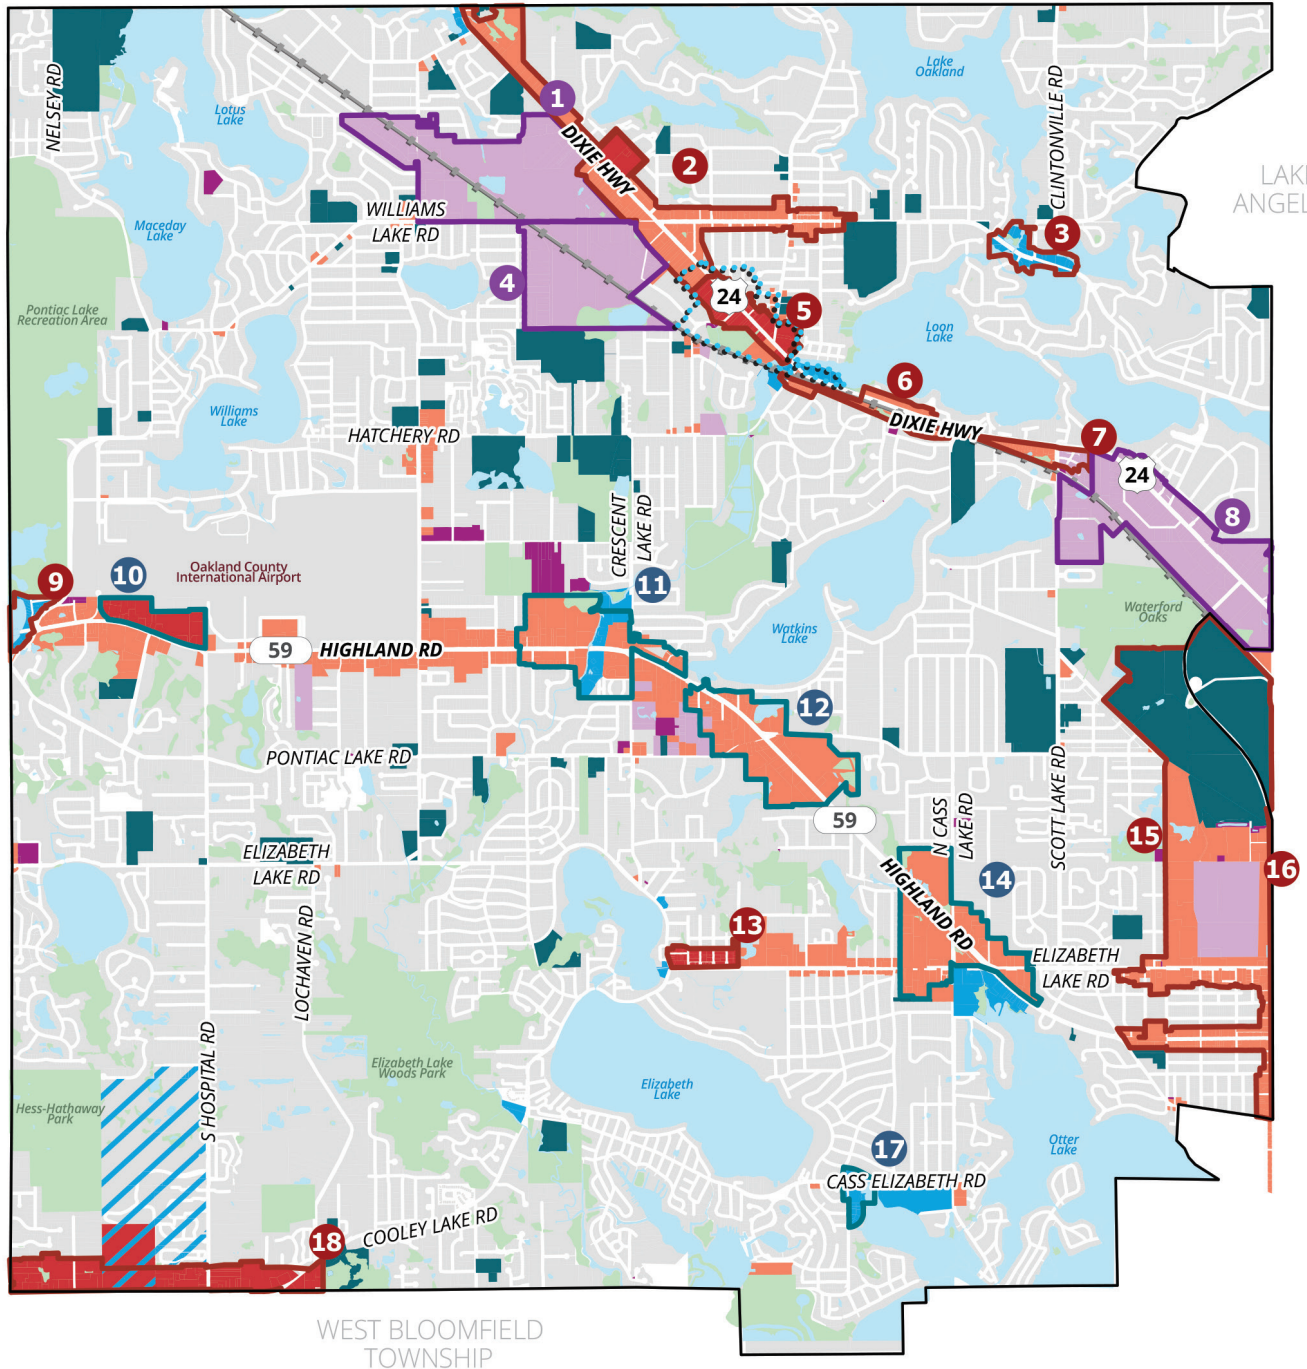 NELSEY RD
Lotus
Lake
1
DIXIE HWY
2
Lake
Oakland
CLINTONVILLE RD
LAK
ANGEL
WILLIAMS
LAKE RD
Maceday
Lake
3
4
24
5
Pontiac Lake
Recreation Area
Loon
Lake
Williams
Lake
6
DIXIE HWY
HATCHERY RD
7
24
8
CRESCENT
LAKE RD
9
10
Oakland County
International Airport
11
Waterford
Oaks
Watkins
Lake
59
HIGHLAND RD
12
PONTIAC LAKE RD
SCOTT LAKE RD
59
N CASS
LAKE RD
15
ELIZABETH
LAKE RD
HIGHLAND RD
14
16
LOCHAVEN RD
13
ELIZABETH
LAKE RD
S HOSPITAL RD
Elizabeth Lake
Woods Park
Elizabeth
Lake
Hess-Hathaway
Park
17
Otter
Lake
CASS ELIZABETH RD
COOLEY LAKE RD
18
WEST BLOOMFIELD
TOWNSHIP